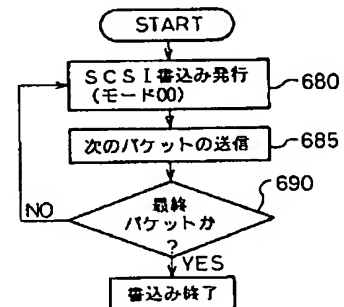 START
SCSI書込み発行
(モード00)
680
次のパケットの送信
685
690
最終
パケットか
?
NO
YES
書込み終了